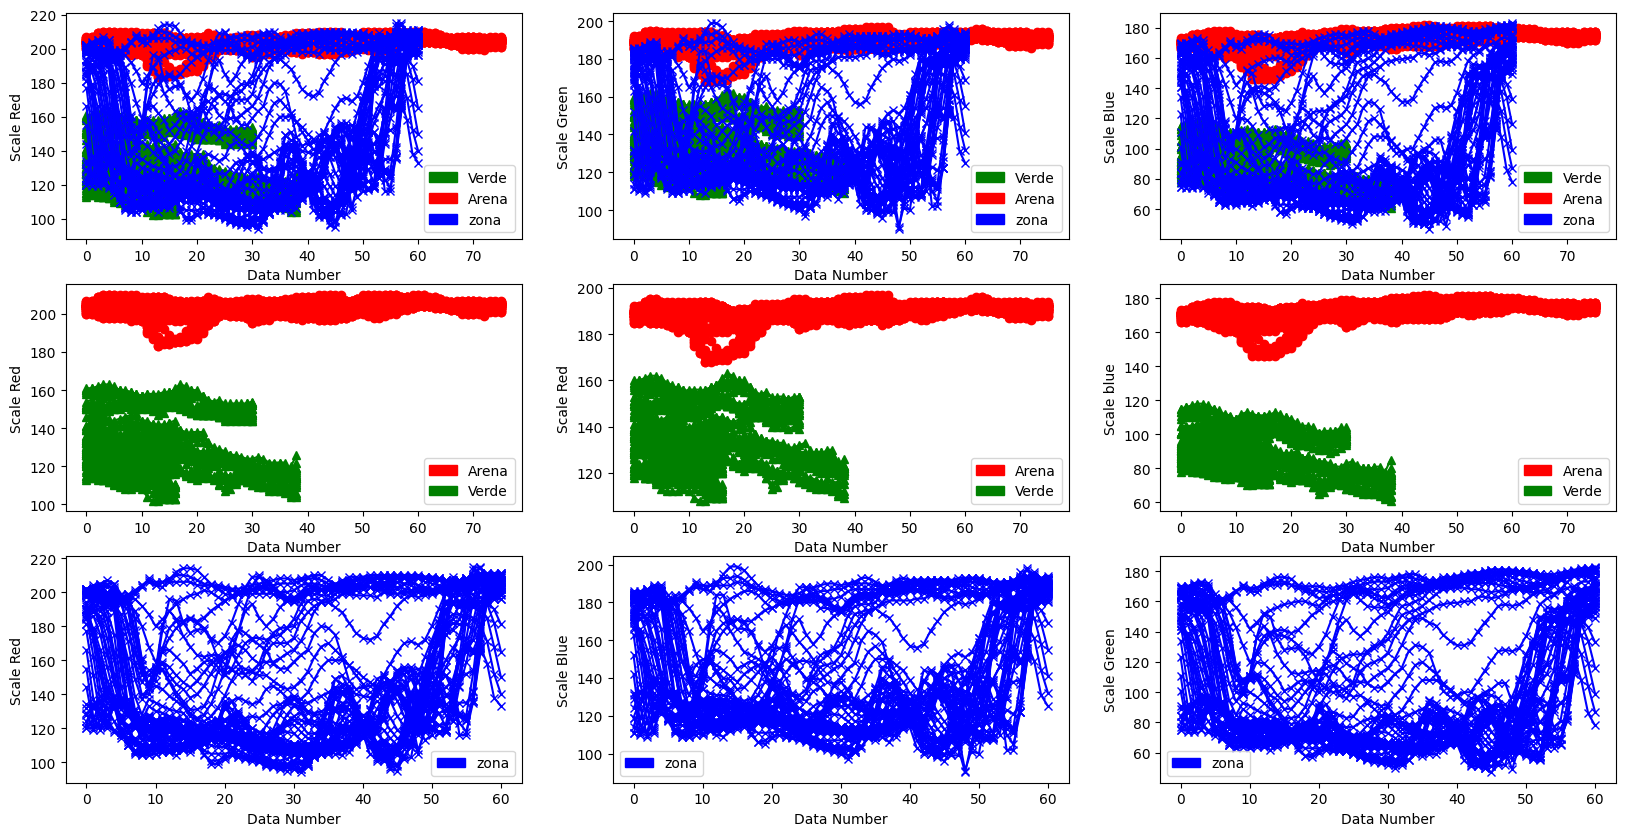 220
200
180
160
140
120
100
Scale Red
0 10 20 30 40 50 60 70
Data Number
Verde
Arena
zona
200
180
160
140
120
100
Scale Green
0 10 20 30 40 50 60 70
Data Number
Verde
Arena
zona
180
160
140
120
100
80
60
Scale Blue
0 10 20 30 40 50 60 70
Data Number
Verde
Arena
zona
200
180
160
140
120
100
Scale Red
0 10 20 30 40 50 60 70
Data Number
Arena
Verde
200
180
160
140
120
Scale Red
0 10 20 30 40 50 60 70
Data Number
Arena
Verde
180
160
140
120
100
80
60
Scale blue
0 10 20 30 40 50 60 70
Data Number
Arena
Verde
220
200
180
160
140
120
100
Scale Red
0 10 20 30 40 50 60
Data Number
zona
200
180
160
140
120
100
Scale Blue
0 10 20 30 40 50 60
Data Number
zona
180
160
140
120
100
80
60
Scale Green
0 10 20 30 40 50 60
Data Number
zona